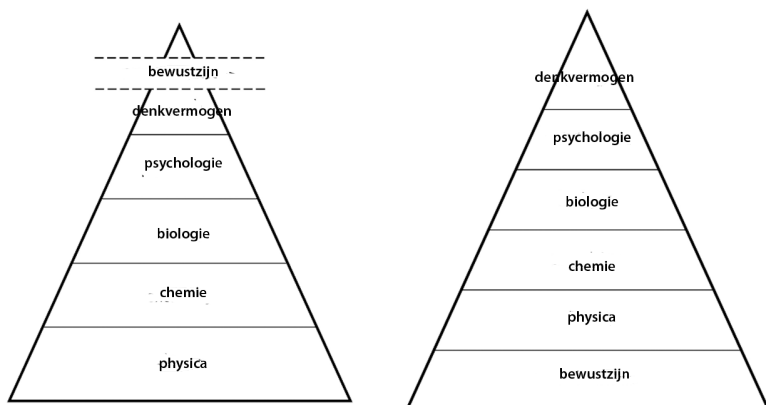 bewustzijn
denkvermogen
psychologie
biologie
chemie
physica
denkvermogen
psychologie
biologie
chemie
physica
bewustzijn